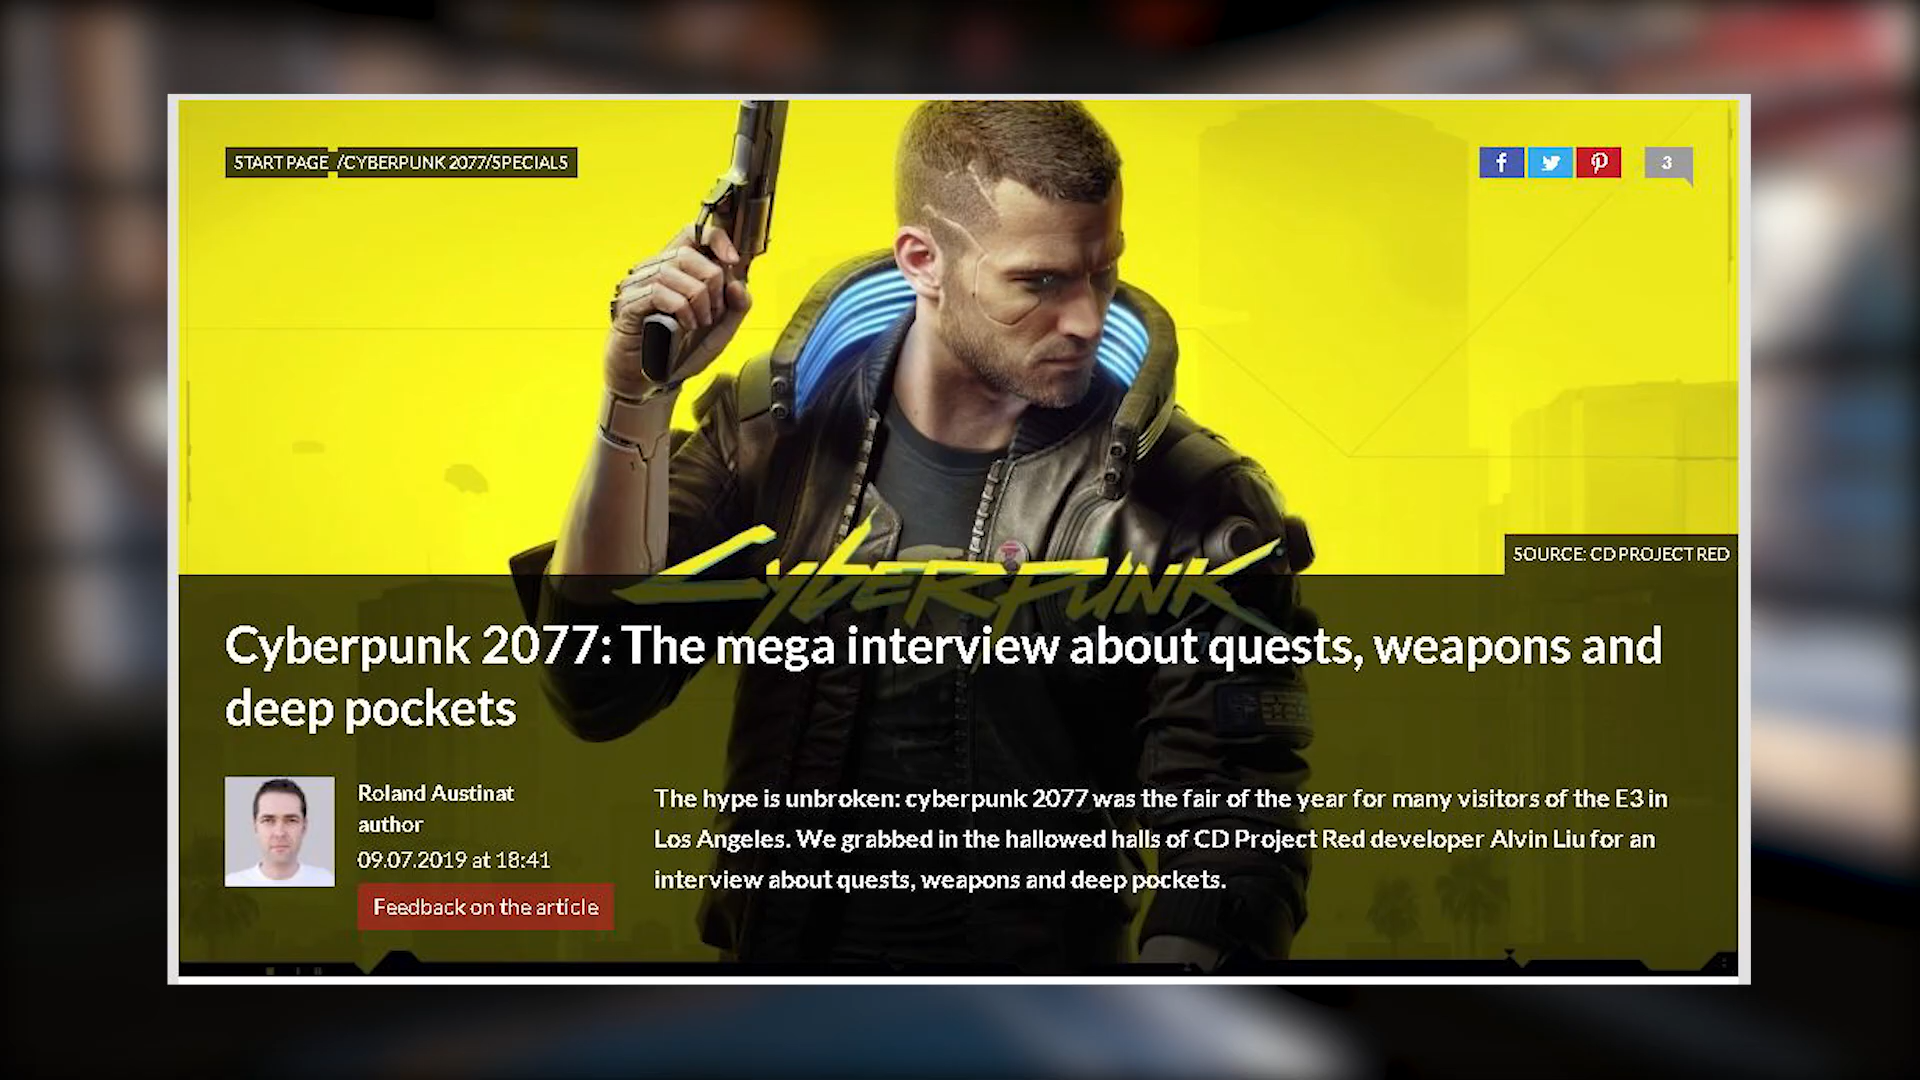 START PAGE /CYBERPUNK 2077/SPECIALS
3
CYBERPUNK
SOURCE: CD PROJECT RED
Cyberpunk 2077: The mega interview about quests, weapons and
deep pockets
Roland Austinat
author
09.07.2019 at 18:41
Feedback on the article
The hype is unbroken: cyberpunk 2077 was the fair of the year for many visitors of the E3 in
Los Angeles. We grabbed in the hallowed halls of CD Project Red developer Alvin Liu for an
interview about quests, weapons and deep pockets.